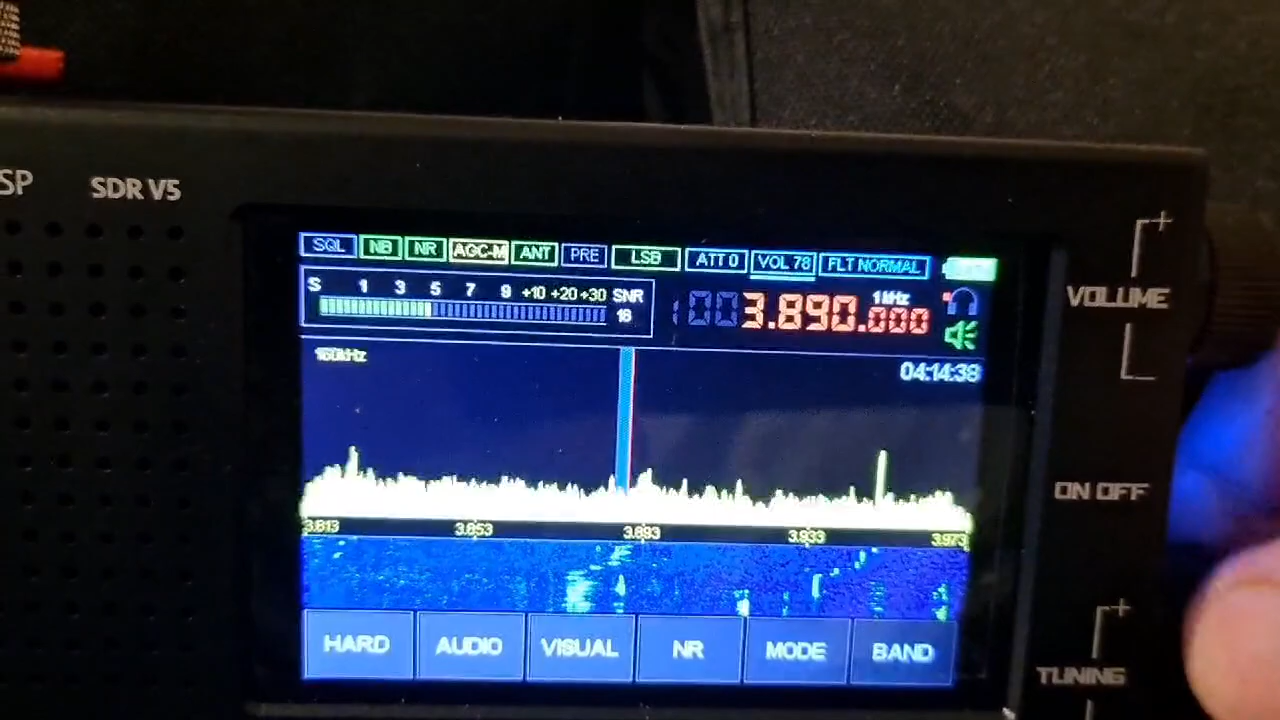 SP SDR V5
SQL NB NR AGC-M ANT PRE LSB ATT 0 VOL 78 FLT NORMAL
S 1 3 5 7 9 +10 +20 +30 SNR
16
1kHz
3.890.000
160kHz
04:14:38
3.813 3.853 3.893 3.933 3.973
HARD AUDIO VISUAL NR MODE BAND
+
VOLUME
ON OFF
+
TUNING